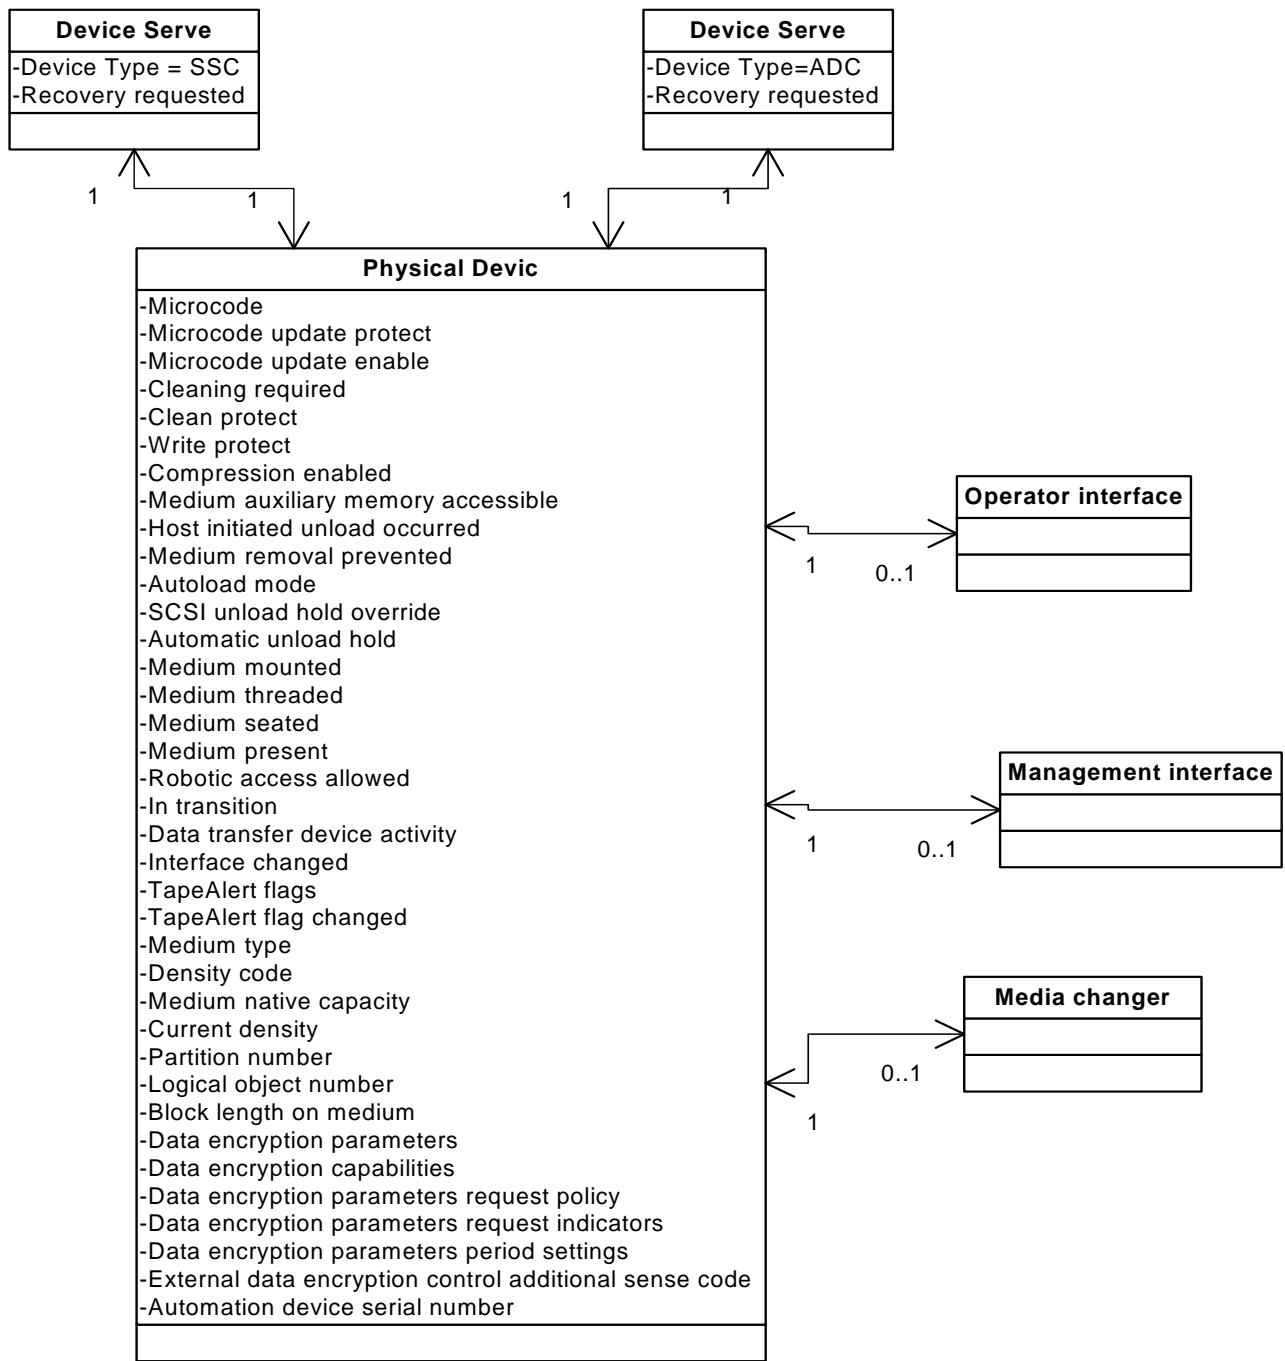 Device Serve
-Device Type = SSC
-Recovery requested
Device Serve
-Device Type=ADC
-Recovery requested
1
1
1
1
Physical Devic
-Microcode
-Microcode update protect
-Microcode update enable
-Cleaning required
-Clean protect
-Write protect
-Compression enabled
-Medium auxiliary memory accessible
-Host initiated unload occurred
-Medium removal prevented
-Autoload mode
-SCSI unload hold override
-Automatic unload hold
-Medium mounted
-Medium threaded
-Medium seated
-Medium present
-Robotic access allowed
-In transition
-Data transfer device activity
-Interface changed
-TapeAlert flags
-TapeAlert flag changed
-Medium type
-Density code
-Medium native capacity
-Current density
-Partition number
-Logical object number
-Block length on medium
-Data encryption parameters
-Data encryption capabilities
-Data encryption parameters request policy
-Data encryption parameters request indicators
-Data encryption parameters period settings
-External data encryption control additional sense code
-Automation device serial number
Operator interface
1
0..1
Management interface
1
0..1
Media changer
0..1
1